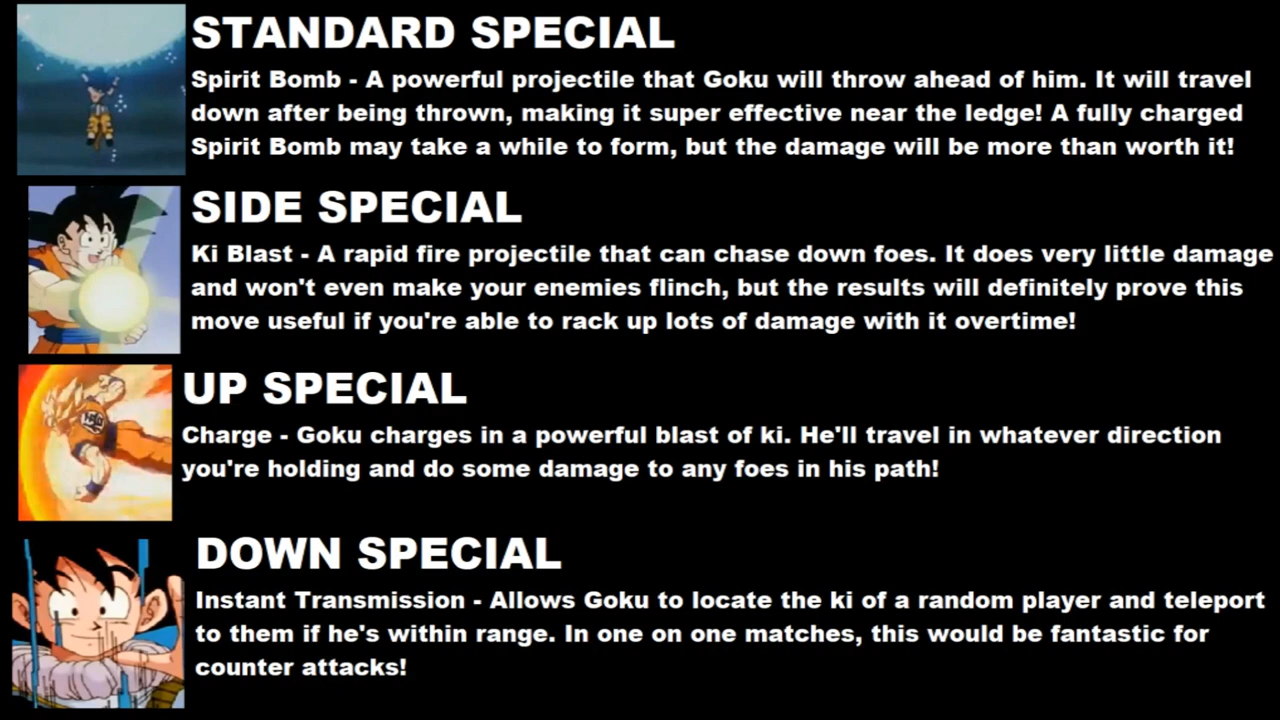 STANDARD SPECIAL
Spirit Bomb - A powerful projectile that Goku will throw ahead of him. It will travel
down after being thrown, making it super effective near the ledge! A fully charged
Spirit Bomb may take a while to form, but the damage will be more than worth it!
SIDE SPECIAL
Ki Blast - A rapid fire projectile that can chase down foes. It does very little damage
and won't even make your enemies flinch, but the results will definitely prove this
move useful if you're able to rack up lots of damage with it overtime!
UP SPECIAL
Charge - Goku charges in a powerful blast of ki. He'll travel in whatever direction
you're holding and do some damage to any foes in his path!
DOWN SPECIAL
Instant Transmission - Allows Goku to locate the ki of a random player and teleport
to them if he's within range. In one on one matches, this would be fantastic for
counter attacks!